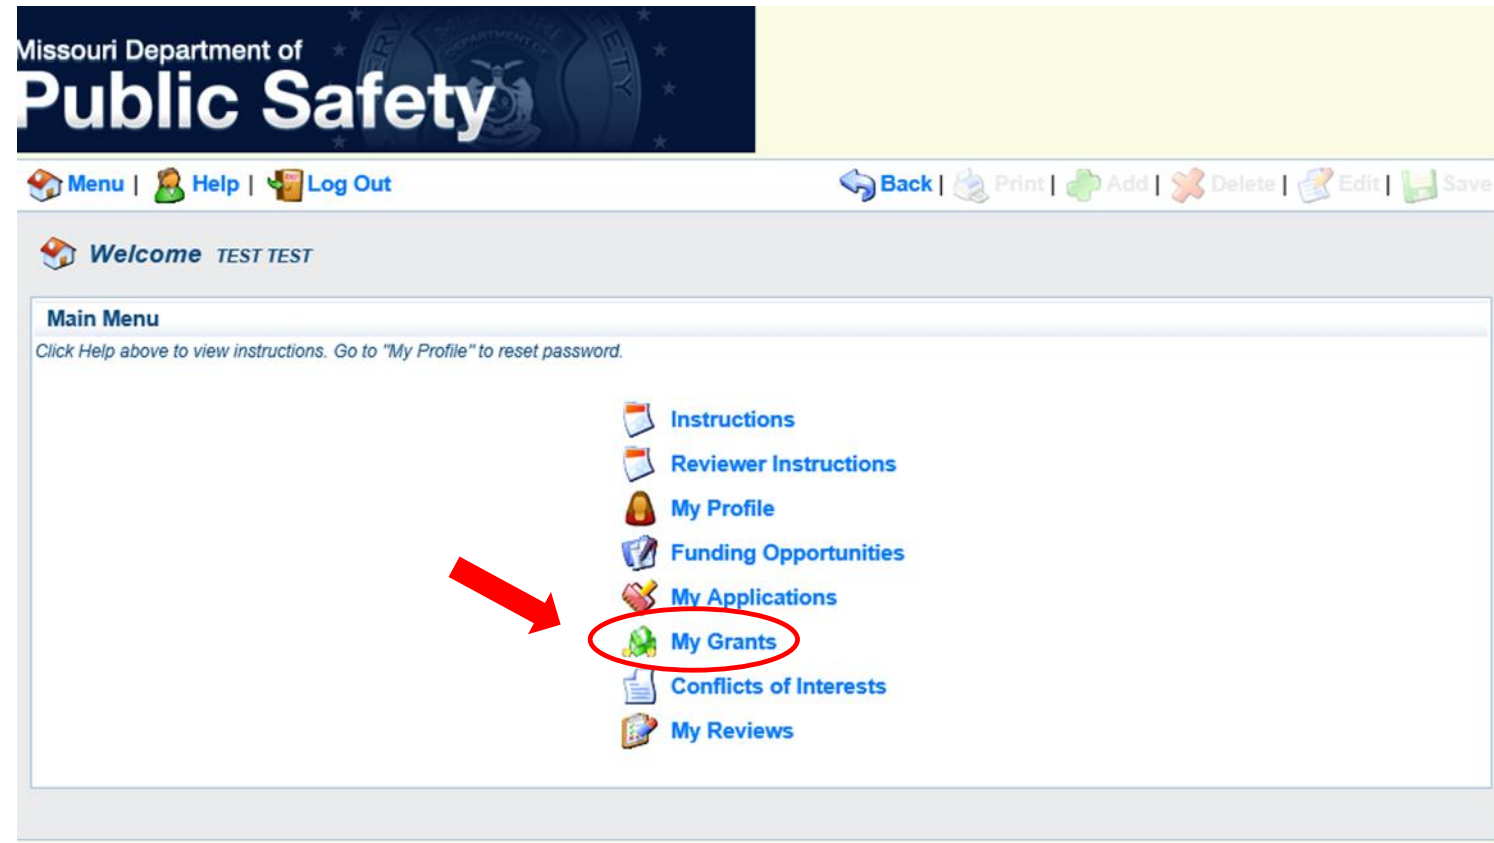 Missouri Department of
Public Safety
Menu | Help | Log Out
Back | Print | Add | Delete | Edit | Save
Welcome TEST TEST
Main Menu
Click Help above to view instructions. Go to "My Profile" to reset password.
Instructions
Reviewer Instructions
My Profile
Funding Opportunities
My Applications
My Grants
Conflicts of Interests
My Reviews